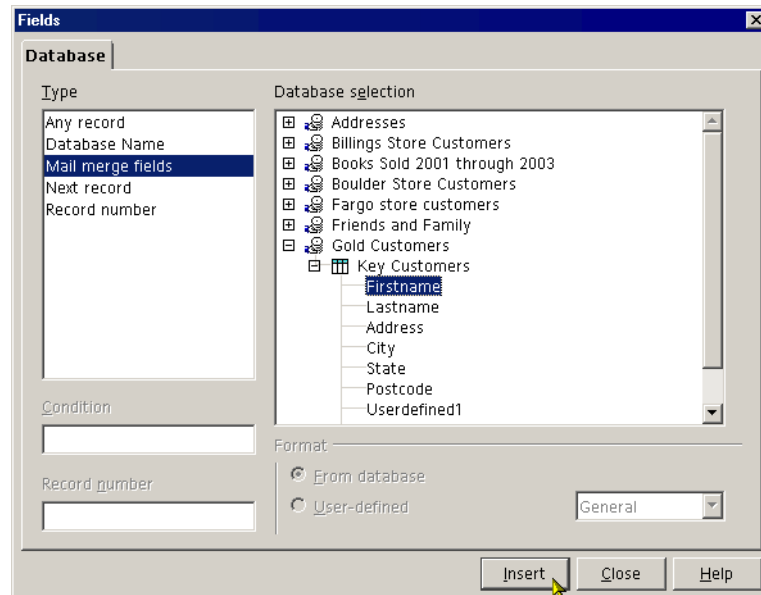 Fields
Database
Type
Any record
Database Name
Mail merge fields
Next record
Record number
Condition
Record number
Database selection
Addresses
Billings Store Customers
Books Sold 2001 through 2003
Boulder Store Customers
Fargo store customers
Friends and Family
Gold Customers
Key Customers
Firstname
Lastname
Address
City
State
Postcode
Userdefined1
Format
From database
User-defined
General
Insert
Close
Help